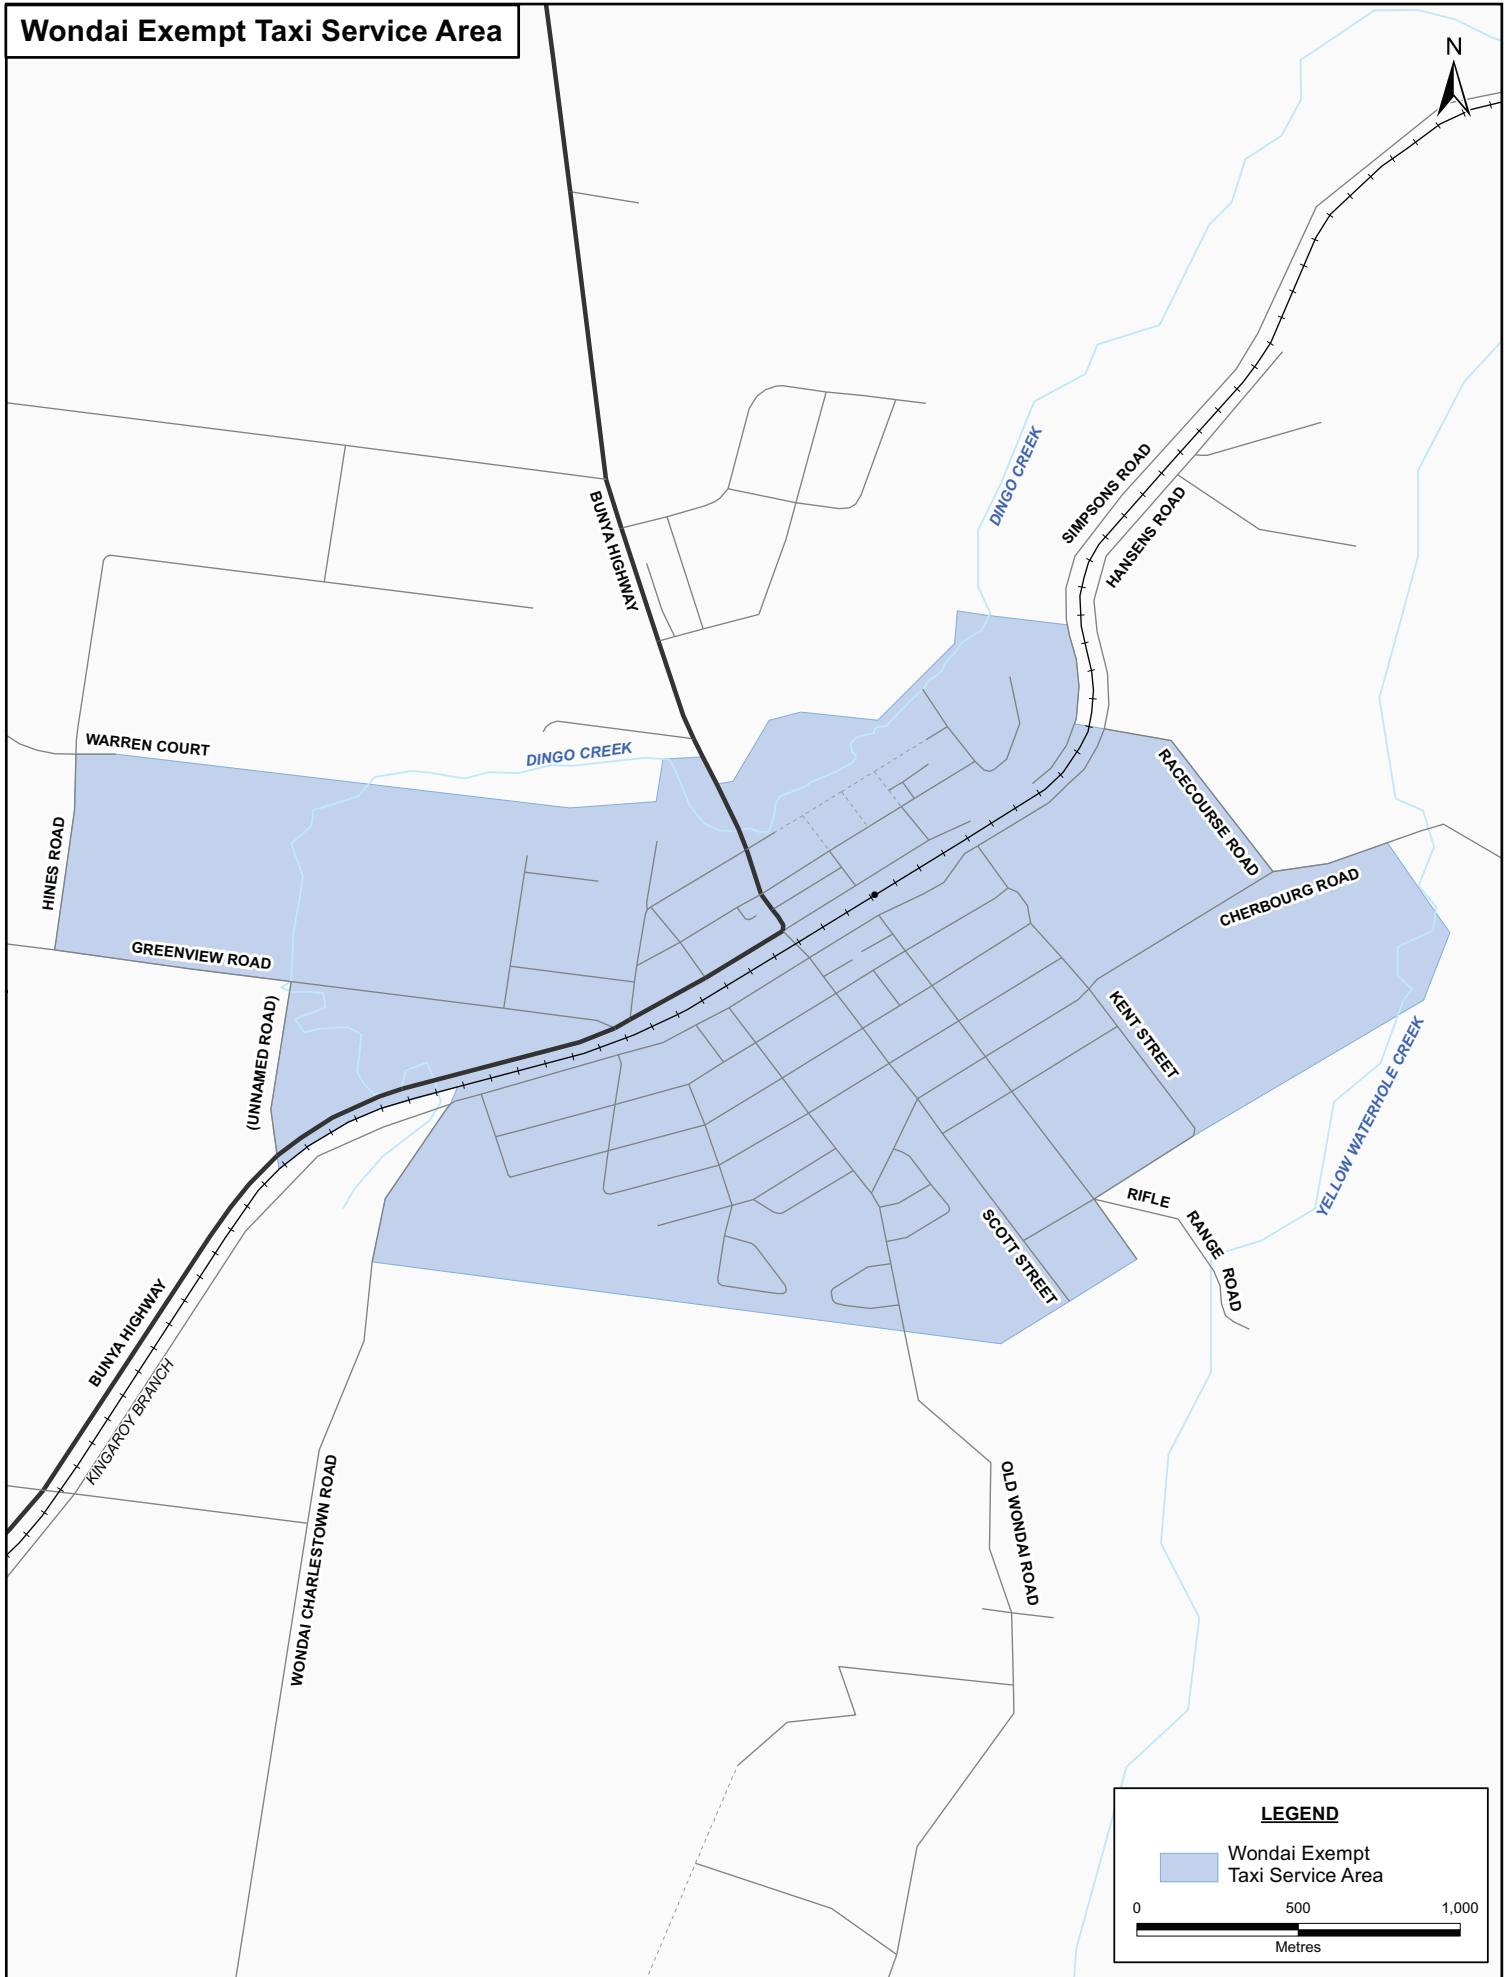 Wondai Exempt Taxi Service Area
N
DINGO CREEK
SIMPSONS ROAD
HANSENS ROAD
BUNYA HIGHWAY
WARREN COURT
DINGO CREEK
RACECOURSE ROAD
HINES ROAD
CHERBOURG ROAD
GREENVIEW ROAD
(UNNAMED ROAD)
KENT STREET
YELLOW WATERHOLE CREEK
RIFLE RANGE ROAD
SCOTT STREET
BUNYA HIGHWAY
KINGAROY BRANCH
WONDAI CHARLESTOWN ROAD
OLD WONDAI ROAD
LEGEND
Wondai Exempt
Taxi Service Area
0 500 1,000
Metres